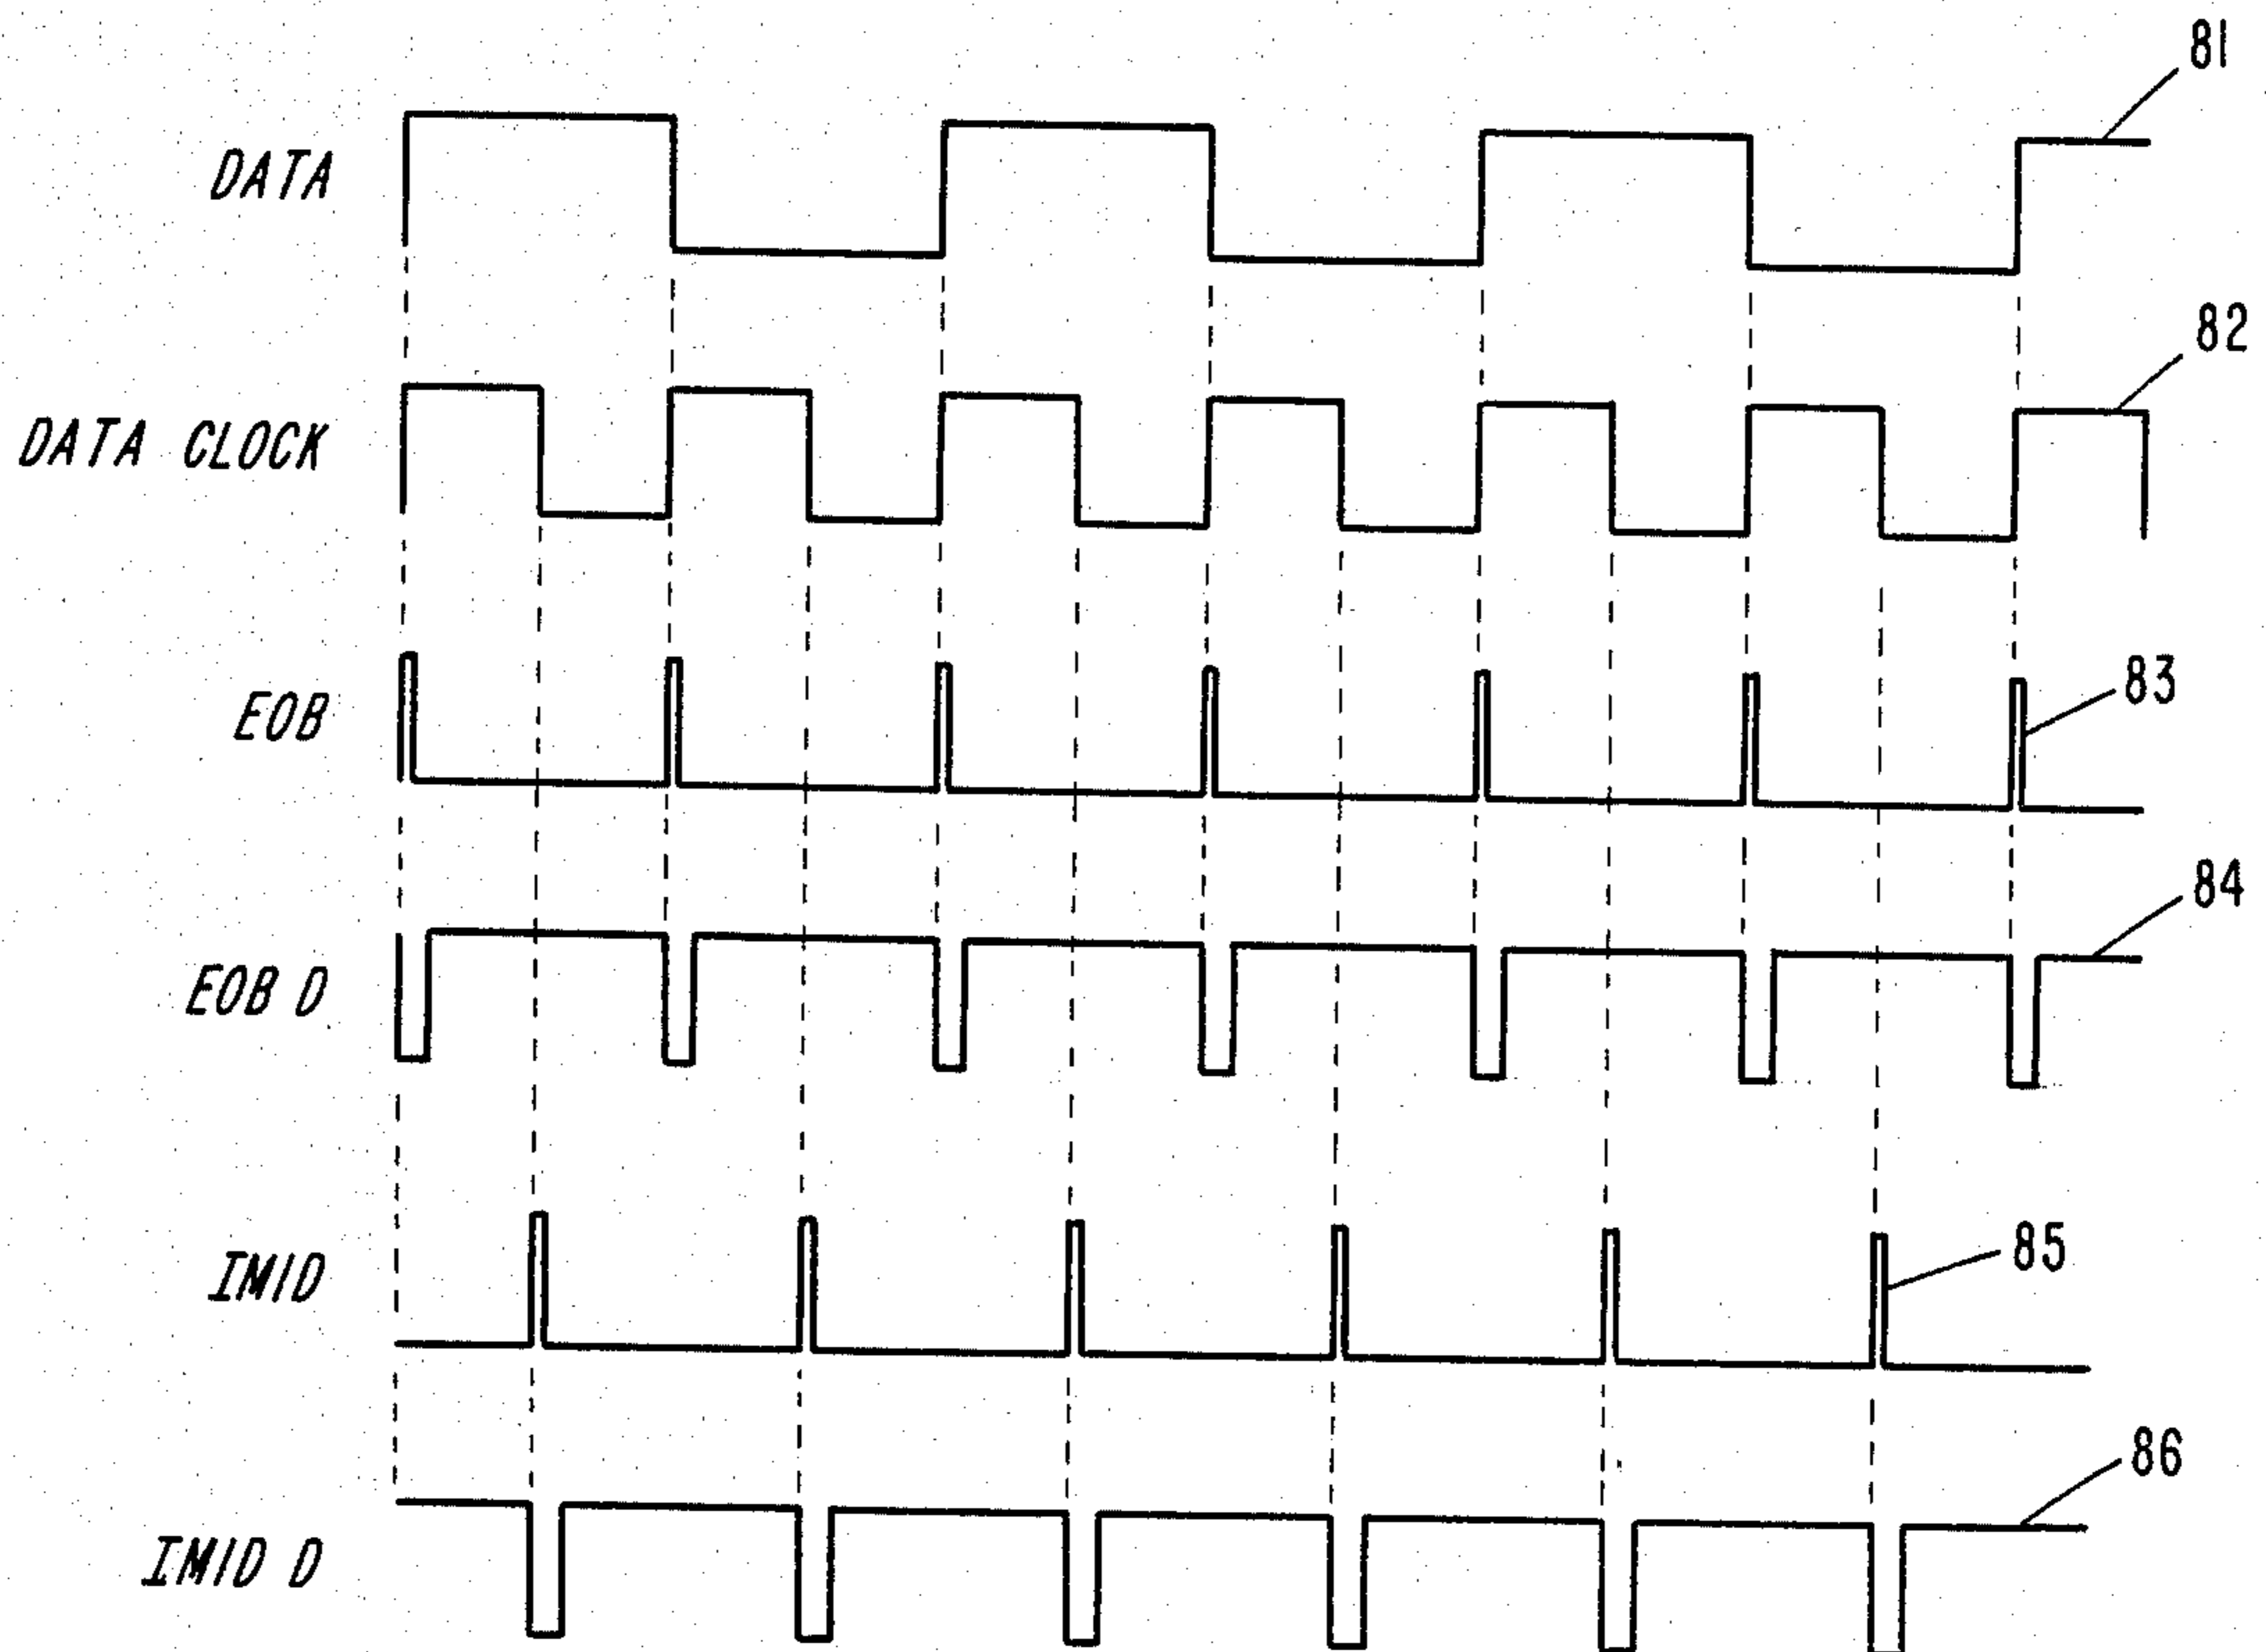 81
DATA
82
DATA CLOCK
EOB
83
84
EOB D
IMID
85
86
IMID D